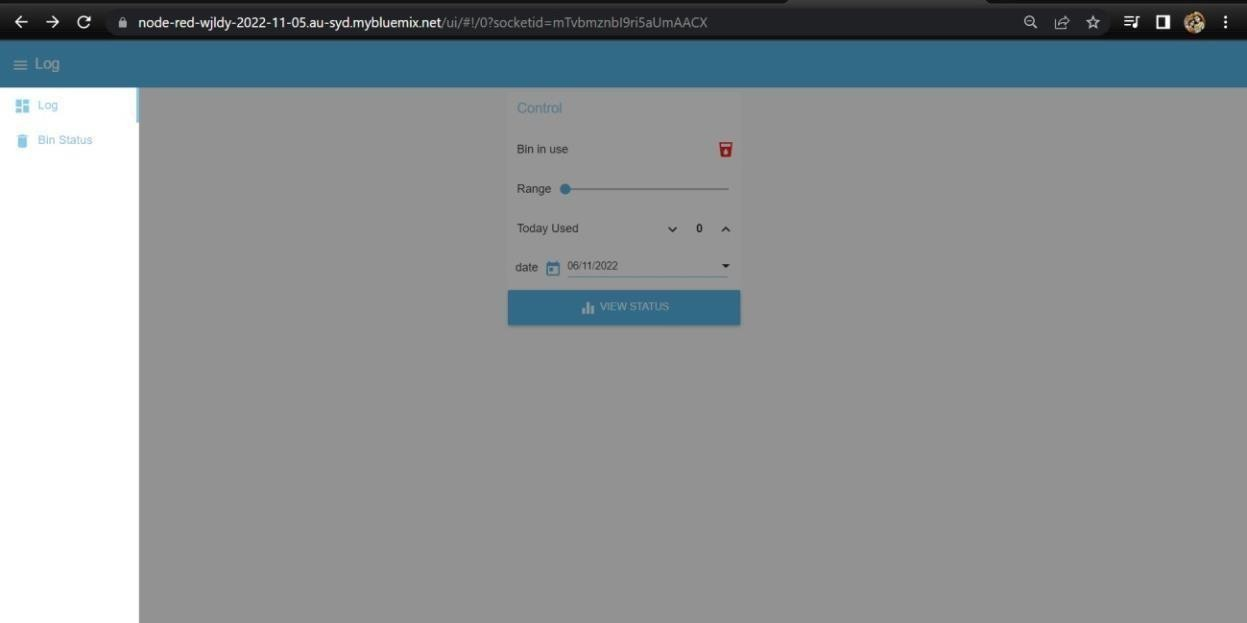 node-red-wjldy-2022-11-05.au-syd.mybluemix.net/ui/#!/0?socketid=mTvbmznbI9ri5aUmAACX
Log
Log
Bin Status
Control
Bin in use
Range
Today Used 0
date 06/11/2022
VIEW STATUS